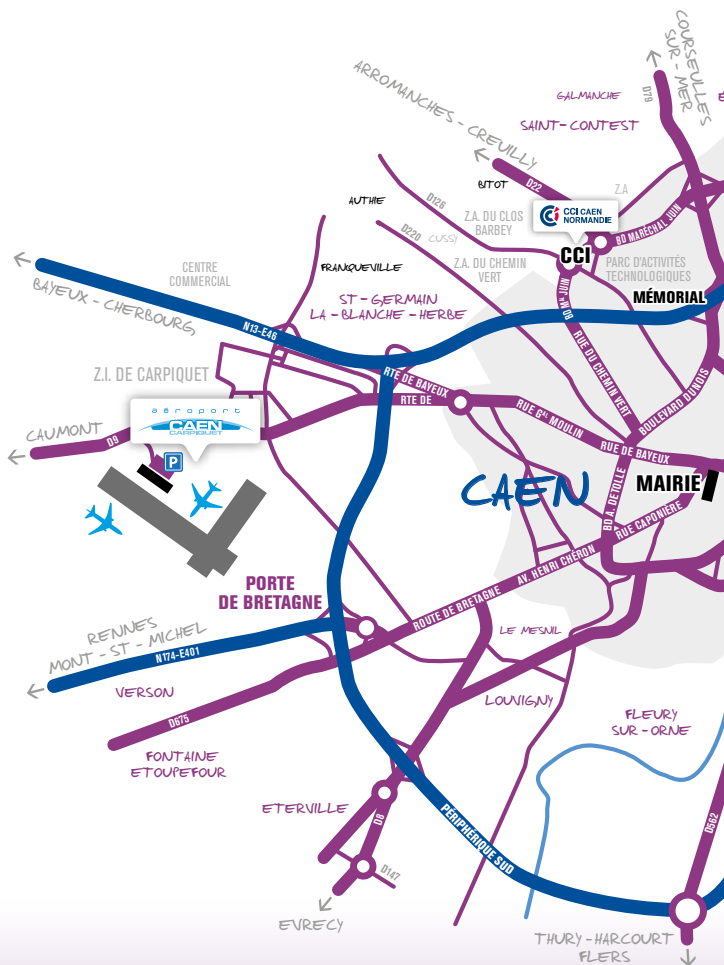 COURSEULLES
SUR - MER
D79
ARROMANCHES - CREUILLY
GALMANCHE
SAINT-CONTEST
D22
BITOT
Z.A
AUTHIE
D126
Z.A. DU CLOS
BARBEY
CCI CAEN
NORMANDIE
BD MARÉCHAL JUIN
D220
CUSSY
CCI
Z.A. DU CHEMIN
VERT
PARC D'ACTIVITÉS
TECHNOLOGIQUES
CENTRE
COMMERCIAL
FRANQUEVILLE
BAYEUX - CHERBOURG
ST - GERMAIN
LA - BLANCHE - HERBE
BD Mal JUIN
MÉMORIAL
N13-E46
RUE DU CHEMIN VERT
Z.I. DE CARPIQUET
RTE DE BAYEUX
RTE DE
BOULEVARD DUNOIS
aéroport
CAEN
CARPIQUET
RUE Gal MOULIN
RUE DE BAYEUX
CAUMONT
D9
P
CAEN
MAIRIE
BD A. DETOLLE
RUE CAPONIÈRE
AV. HENRI CHÉRON
PORTE
DE BRETAGNE
ROUTE DE BRETAGNE
RENNES
MONT - ST - MICHEL
N174-E401
LE MESNIL
VERSON
LOUVIGNY
D675
FLEURY
SUR - ORNE
FONTAINE
ETOUPEFOUR
ETERVILLE
D8
PÉRIPHÉRIQUE SUD
D562
D147
EVRECY
THURY - HARCOURT
FLERS